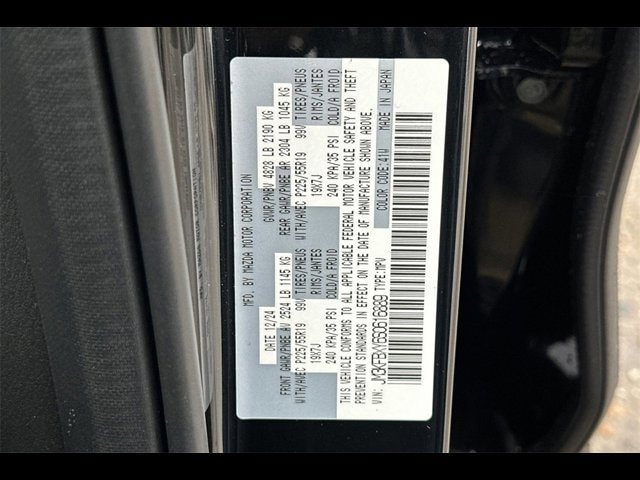 MFD. BY MAZDA MOTOR CORPORATION
DATE 12/24 GVWR/PNBV 4828 LB 2190 KG
FRONT GAWR/PNBE AV 2524 LB 1145 KG REAR GAWR/PNBE AR 2304 LB 1045 KG
WITH/AVEC P225/55R19 99V TIRES/PNEUS WITH/AVEC P225/55R19 99V TIRES/PNEUS
19X7J RIMS/JANTES 19X7J RIMS/JANTES
240 KPA/35 PSI COLD/A FROID 240 KPA/35 PSI COLD/A FROID
THIS VEHICLE CONFORMS TO ALL APPLICABLE FEDERAL MOTOR VEHICLE SAFETY AND THEFT
PREVENTION STANDARDS IN EFFECT ON THE DATE OF MANUFACTURE SHOWN ABOVE.
VIN: JM3KFBXY6S0616889 TYPE:MPV COLOR CODE:41W MADE IN JAPAN